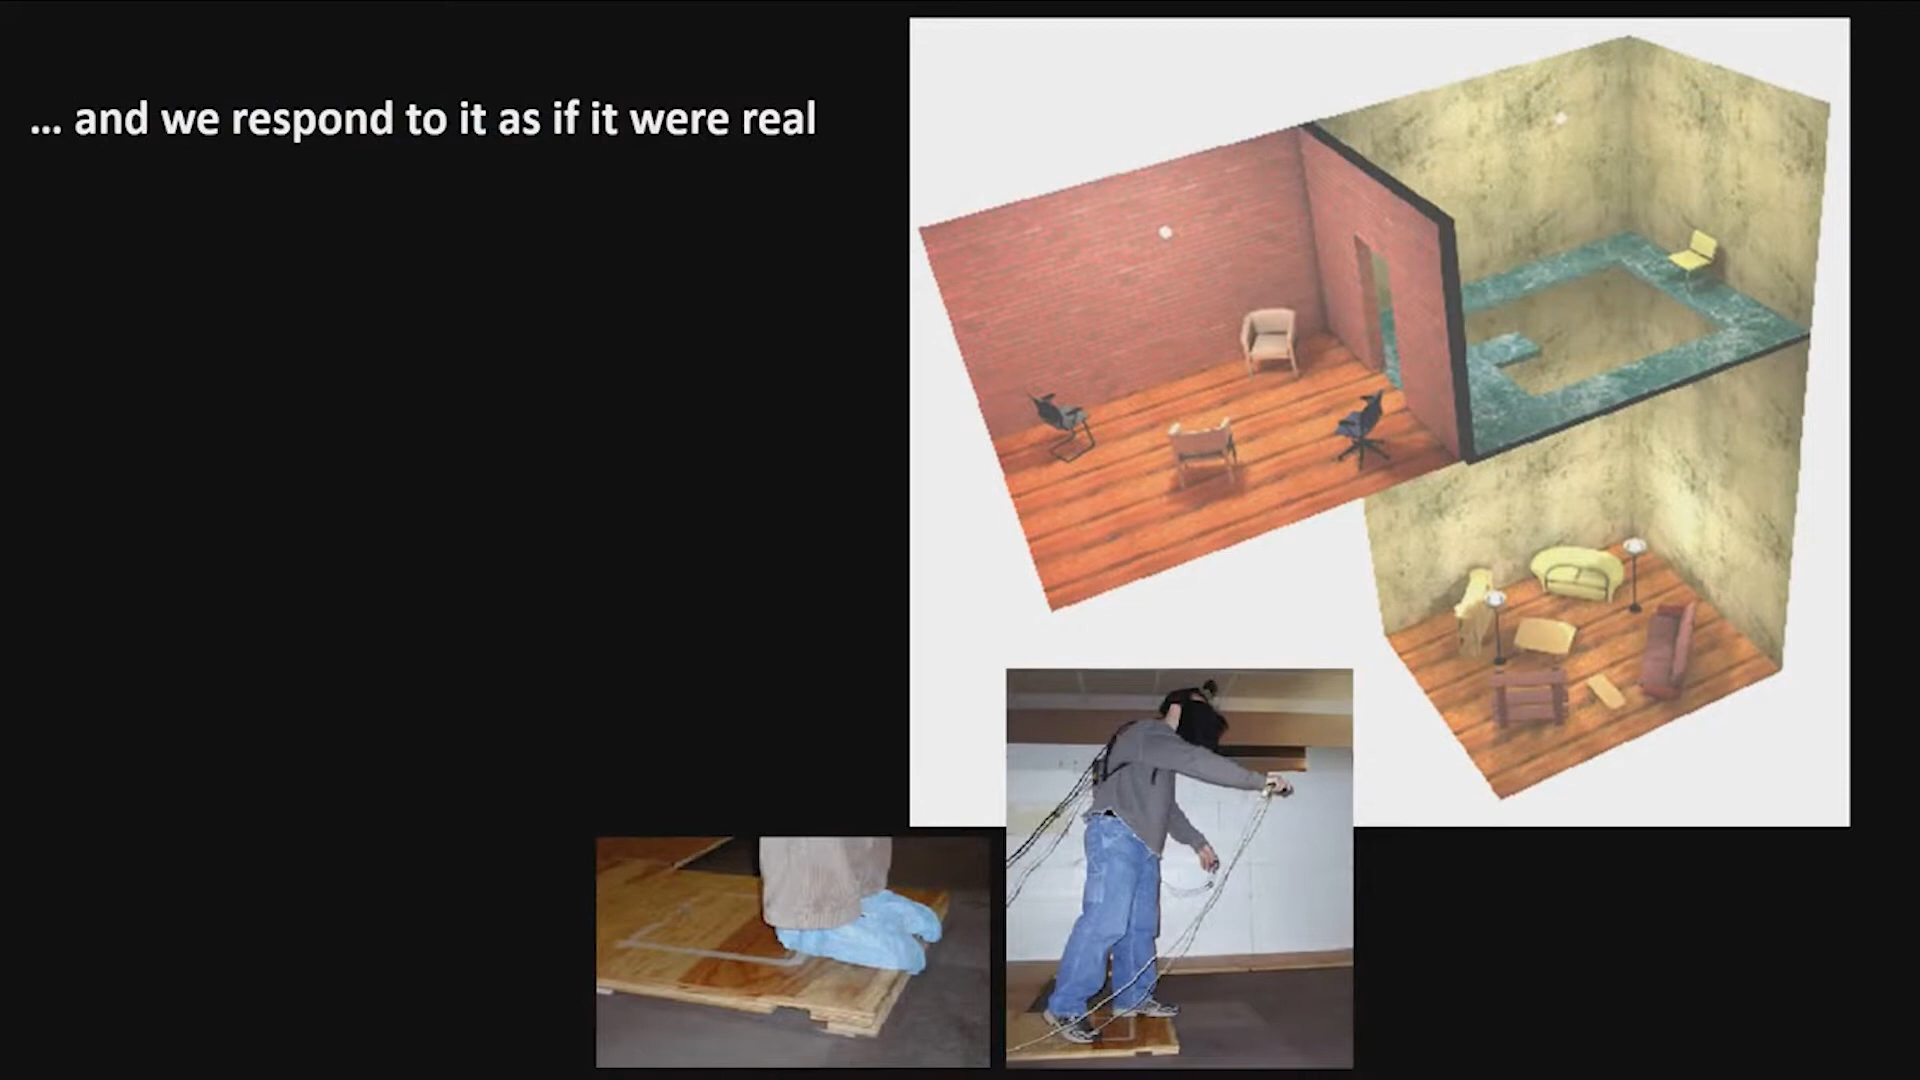 ... and we respond to it as if it were real